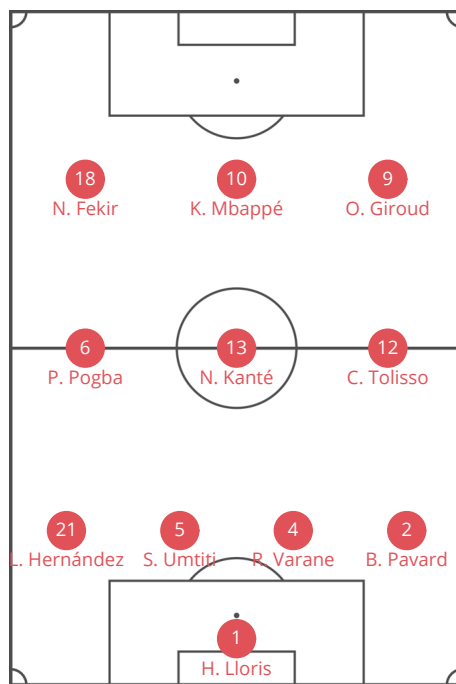 18 10 9
N. Fekir K. Mbappé O. Giroud
6 13 12
P. Pogba N. Kanté C. Tolisso
21 5 4 2
L. Hernández S. Umtiti R. Varane B. Pavard
1
H. Lloris